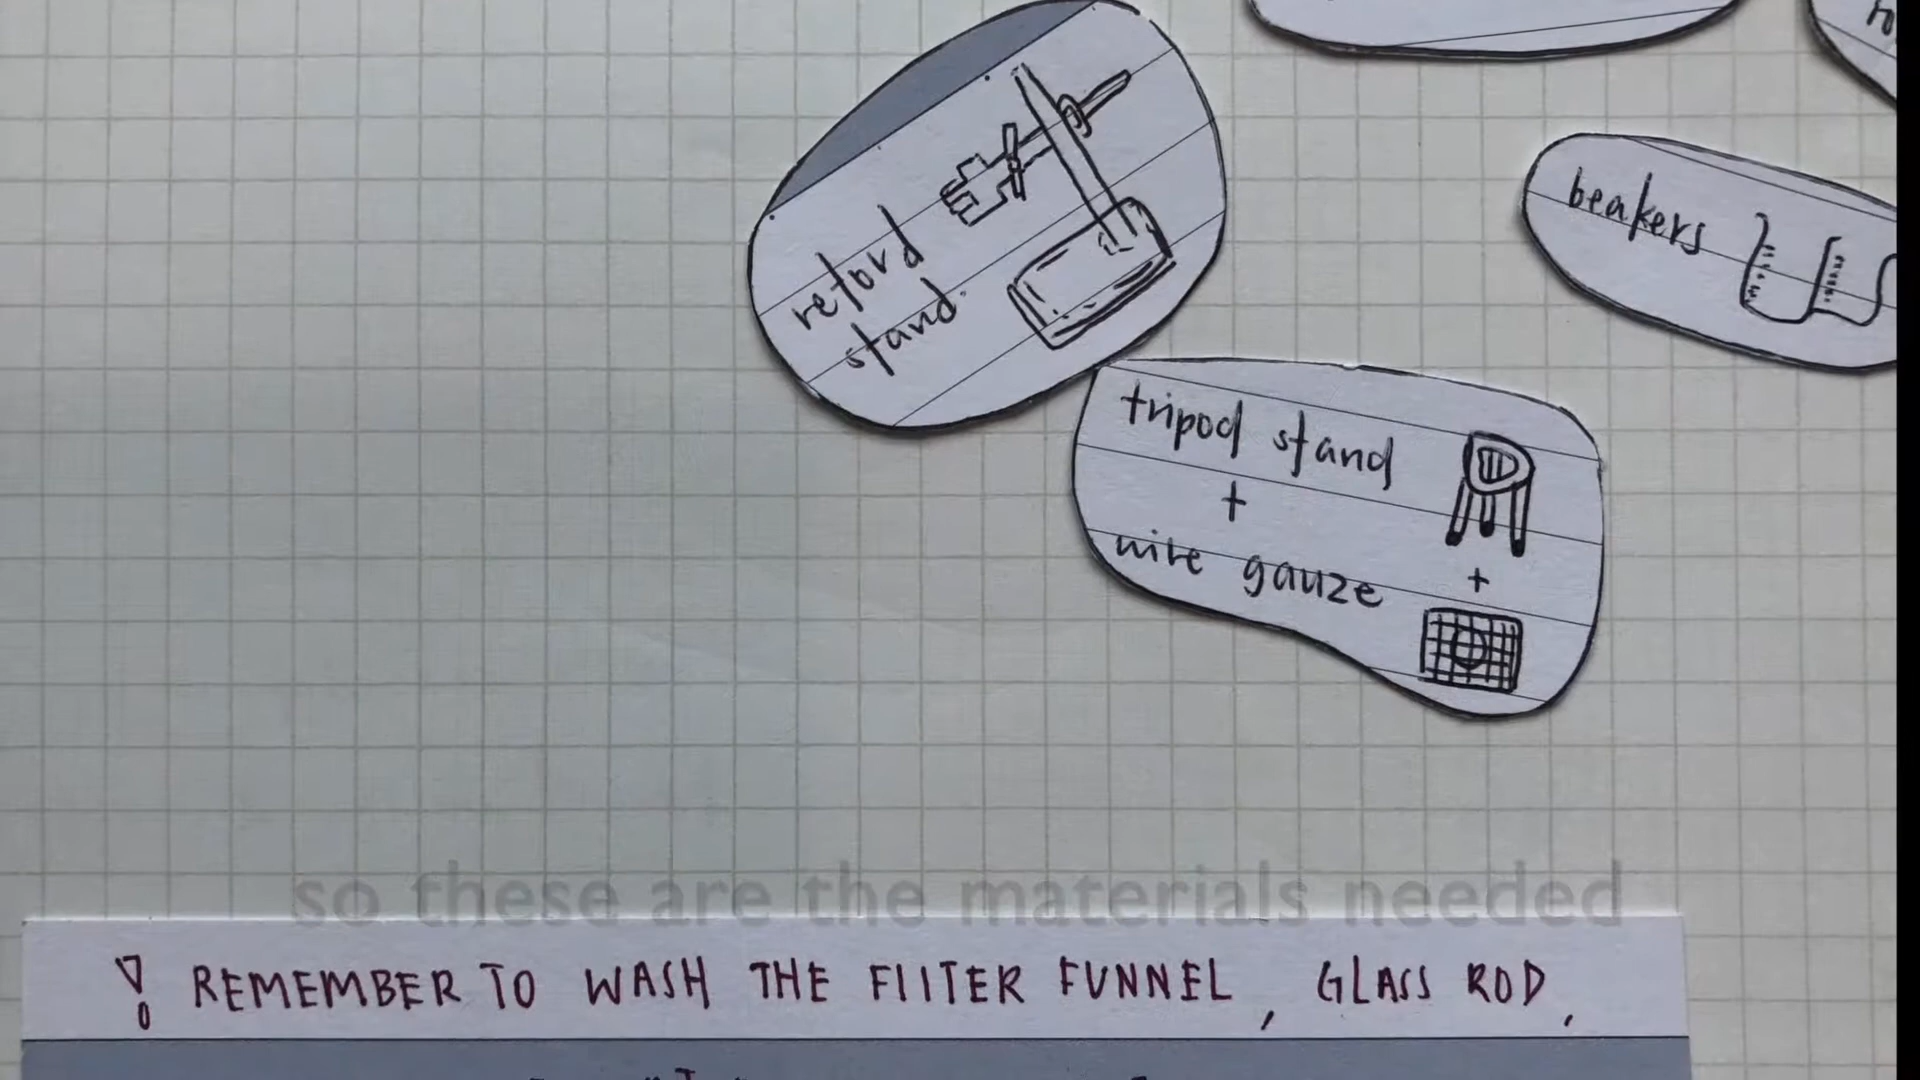 retord
stand
beakers
tripod stand
+
wire gauze
+
so these are the materials needed
! REMEMBER TO WASH THE FIITER FUNNEL, GLASS ROD,